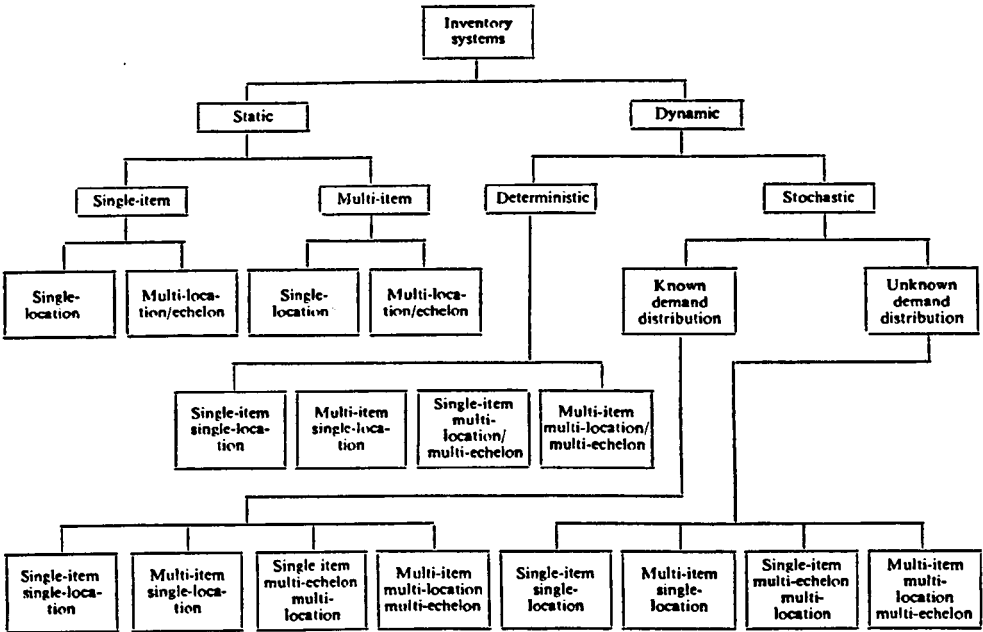 Inventory
systems
Static
Dynamic
Single-item
Multi-item
Deterministic
Stochastic
Single-
location
Multi-loca-
tion/echelon
Single-
location
Multi-loca-
tion/echelon
Known
demand
distribution
Unknown
demand
distribution
Single-item
single-loca-
tion
Multi-item
single-loca-
tion
Single-item
multi-
location/
multi-echelon
Multi-item
multi-location/
multi-echelon
Single-item
single-loca-
tion
Multi-item
single-loca-
tion
Single item
multi-echelon
multi-
location
Multi-item
multi-location
multi-echelon
Single-item
single-
location
Multi-item
single-
location
Single-item
multi-echelon
multi-
location
Multi-item
multi-
location
multi-echelon